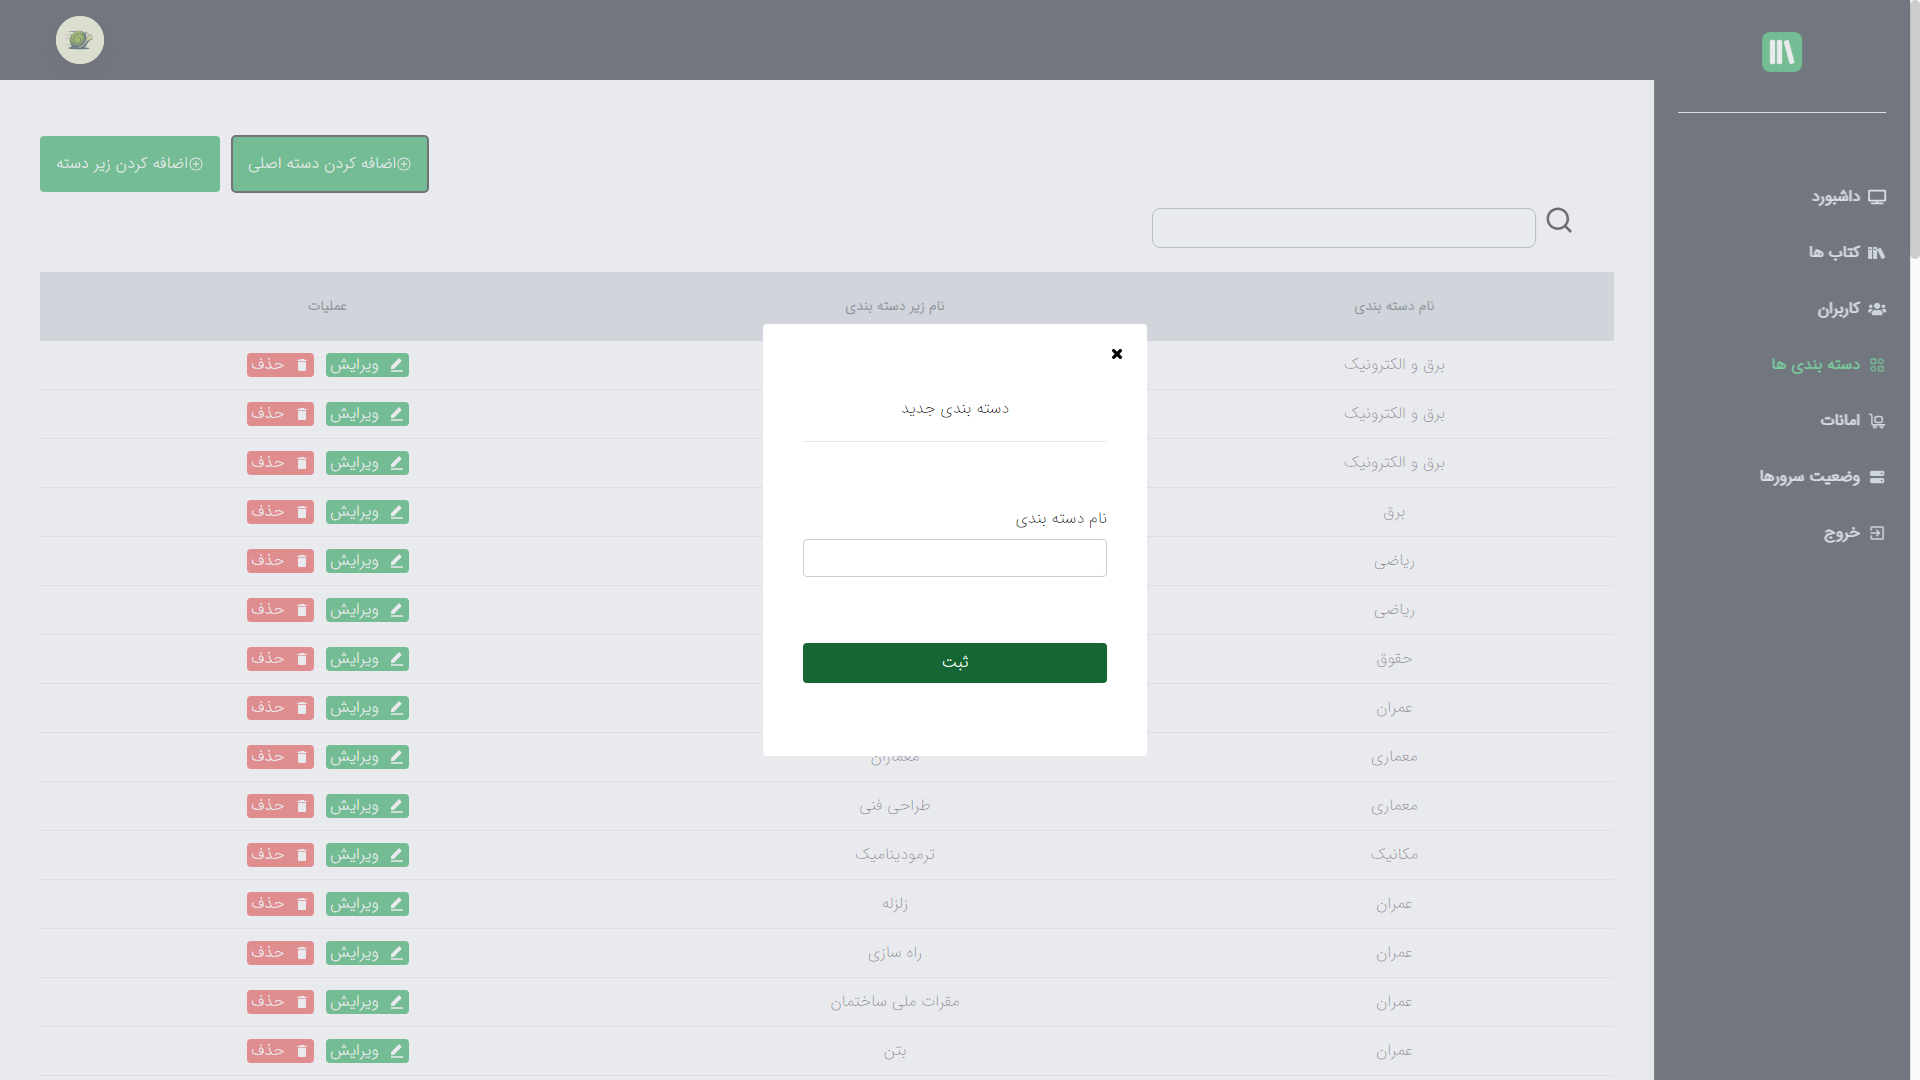 داشبورد
کتاب ها
کاربران
دسته بندی ها
امانات
وضعیت سرورها
خروج
اضافه کردن دسته اصلی
اضافه کردن زیر دسته
نام دسته بندی نام زیر دسته بندی عملیات
برق و الکترونیک ویرایش حذف
برق و الکترونیک ویرایش حذف
برق و الکترونیک ویرایش حذف
برق ویرایش حذف
ریاضی ویرایش حذف
ریاضی ویرایش حذف
حقوق ویرایش حذف
عمران ویرایش حذف
معماری معماران ویرایش حذف
معماری طراحی فنی ویرایش حذف
مکانیک ترمودینامیک ویرایش حذف
عمران زلزله ویرایش حذف
عمران راه سازی ویرایش حذف
عمران مقرات ملی ساختمان ویرایش حذف
عمران بتن ویرایش حذف
دسته بندی جدید
نام دسته بندی
ثبت